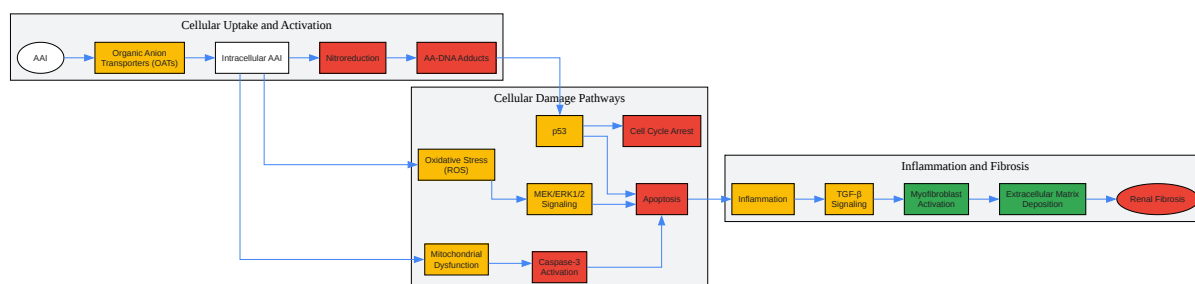 Cellular Uptake and Activation
AAI
Organic Anion
Transporters (OATs)
Intracellular AAI
Nitroreduction
AA-DNA Adducts
Cellular Damage Pathways
p53
Cell Cycle Arrest
Oxidative Stress
(ROS)
MEK/ERK1/2
Signaling
Apoptosis
Mitochondrial
Dysfunction
Caspase-3
Activation
Inflammation and Fibrosis
Inflammation
TGF-β
Signaling
Myofibroblast
Activation
Extracellular Matrix
Deposition
Renal Fibrosis